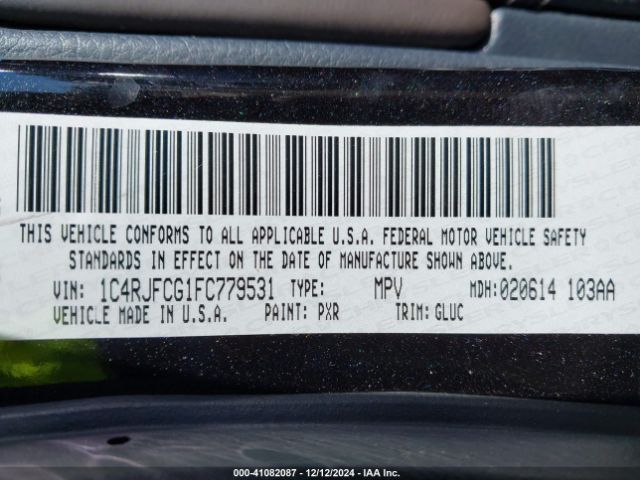 THIS VEHICLE CONFORMS TO ALL APPLICABLE U.S.A. FEDERAL MOTOR VEHICLE SAFETY
STANDARDS IN EFFECT ON THE DATE OF MANUFACTURE SHOWN ABOVE.
VIN: 1C4RJFCG1FC779531 TYPE: MPV MDH:020614 103AA
VEHICLE MADE IN U.S.A. PAINT: PXR TRIM: GLUC
000-41082087 - 12/12/2024 - IAAI.COM